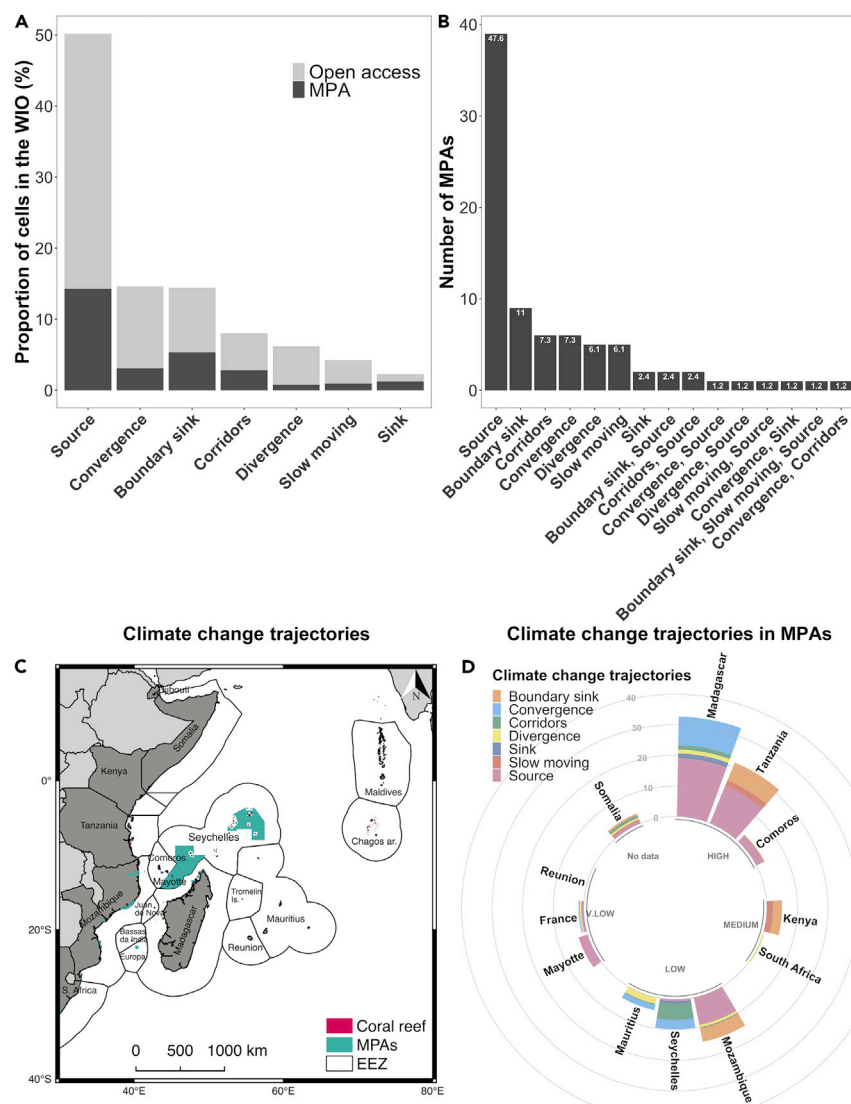 A
Proportion of cells in the WIO (%)
50
40
30
20
10
0
Open access
MPA
Source
Convergence
Boundary sink
Corridors
Divergence
Slow moving
Sink
B
Number of MPAs
40
30
20
10
0
47.6
11
7.3
7.3
6.1
6.1
2.4
2.4
2.4
1.2
1.2
1.2
1.2
1.2
1.2
Source
Boundary sink
Corridors
Convergence
Divergence
Slow moving
Sink
Boundary sink, Source
Corridors, Source
Convergence, Source
Divergence, Source
Slow moving, Source
Convergence, Sink
Boundary sink, Slow moving, Source
Convergence, Corridors
Climate change trajectories
C
N
Djibouti
Somalia
Kenya
Tanzania
Seychelles
Maldives
Chagos ar.
Comoros
Mayotte
Mozambique
Juan
de Nova
Tromelin
Is.
Madagascar
Mauritius
Bassas
da India
Europa
Reunion
S. Africa
Coral reef
MPAs
EEZ
0 500 1000 km
0°
20°S
40°S
40°E
60°E
80°E
Climate change trajectories in MPAs
D
Climate change trajectories
Boundary sink
Convergence
Corridors
Divergence
Sink
Slow moving
Source
40
30
20
10
0
Madagascar
Tanzania
Comoros
Kenya
South Africa
Mozambique
Seychelles
Mauritius
Mayotte
France
Reunion
Somalia
No data
HIGH
MEDIUM
LOW
V.LOW